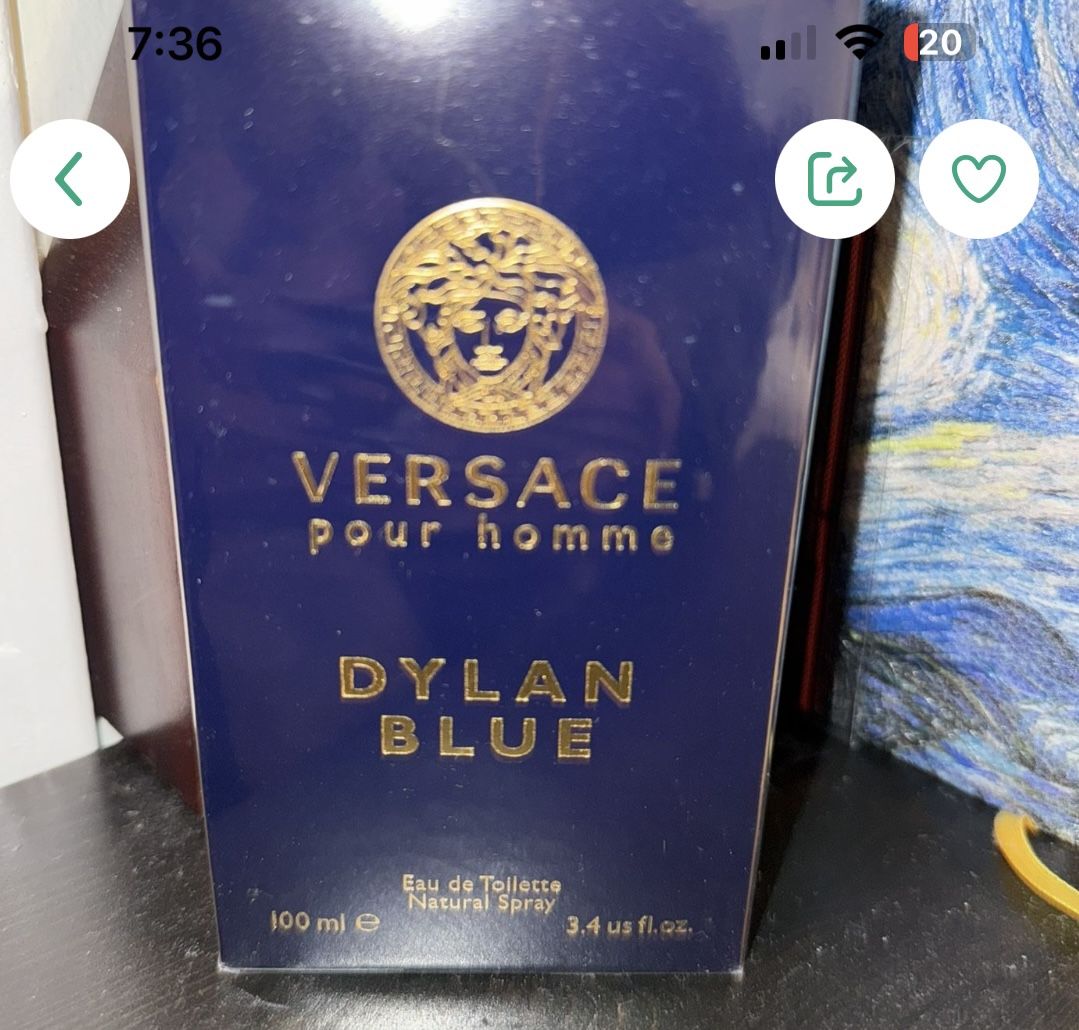 7:36
20
VERSACE
pour homme
DYLAN
BLUE
Eau de Toilette
Natural Spray
100 ml ℮
3.4 us fl.oz.